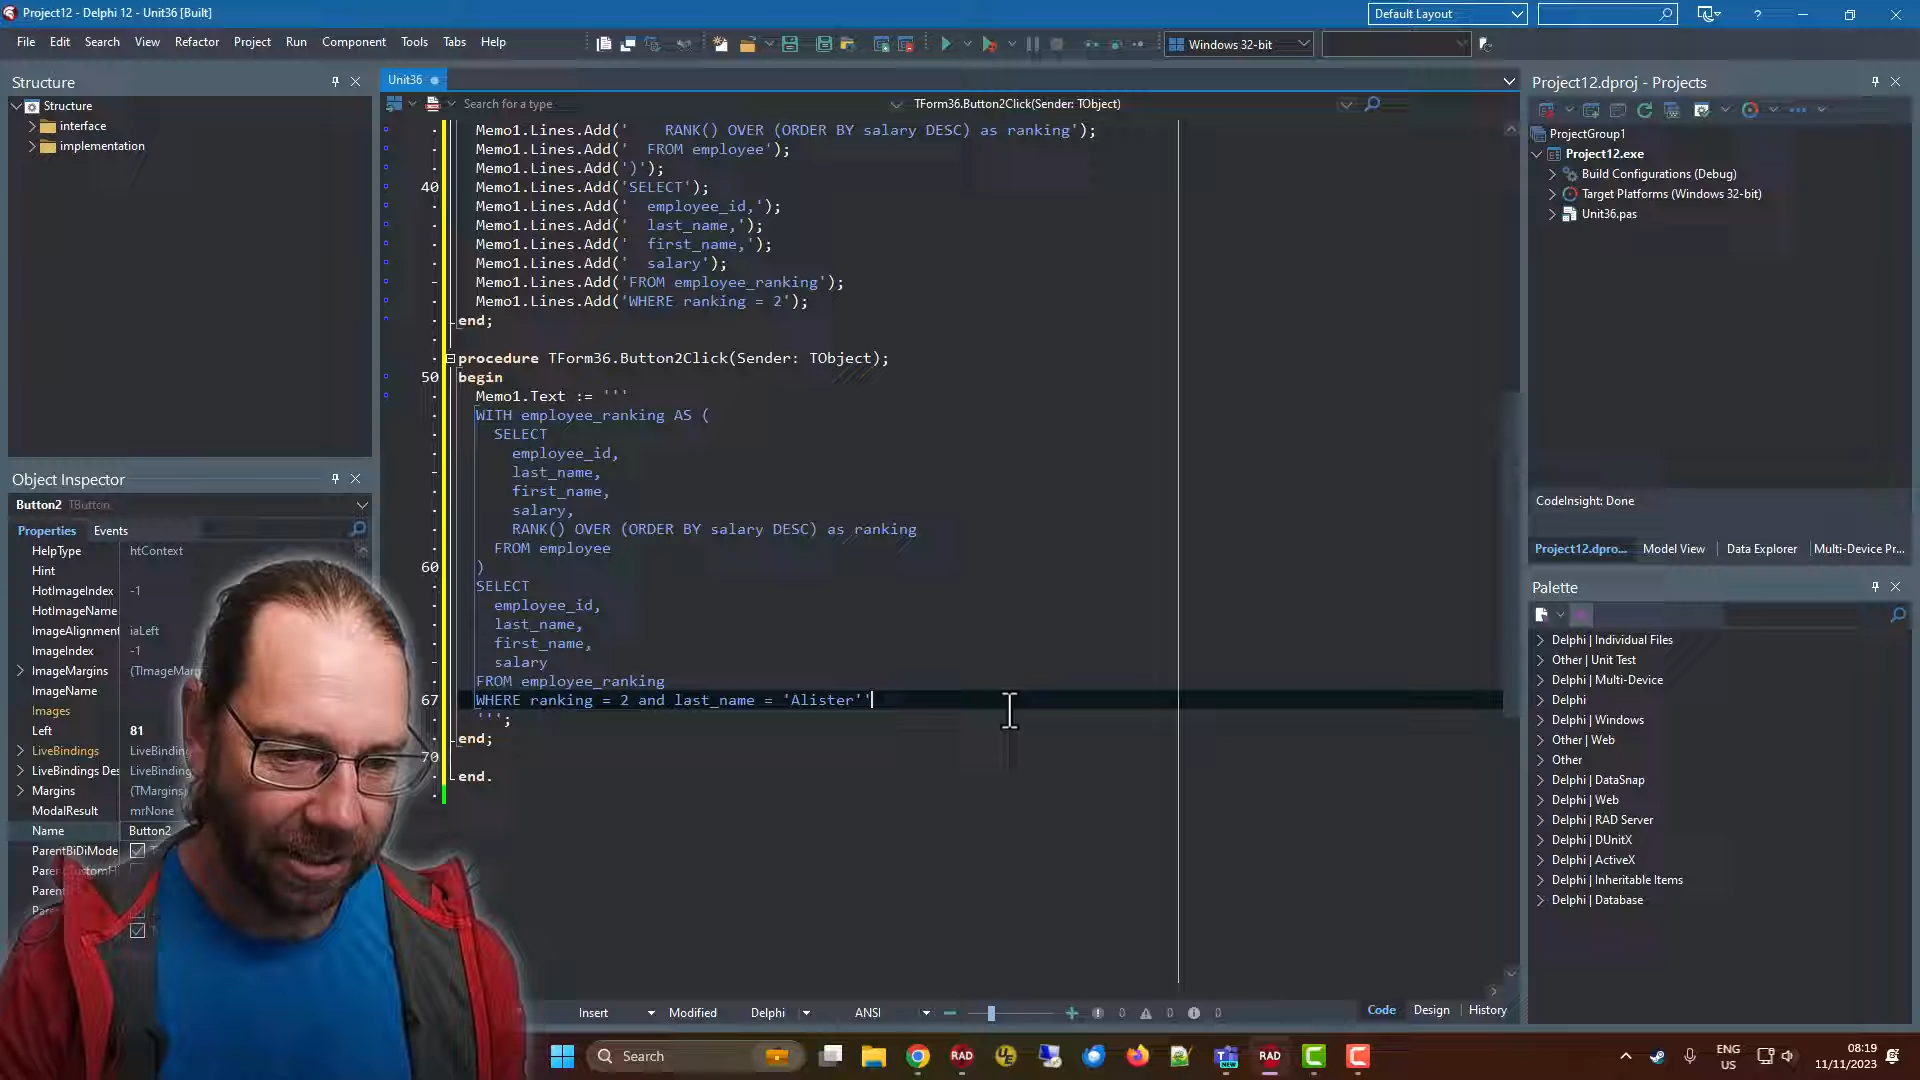 Project12 - Delphi 12 - Unit36 [Built]
Default Layout
File Edit Search View Refactor Project Run Component Tools Tabs Help
Windows 32-bit
Structure
Structure
interface
implementation
Unit36
Search for a type
TForm36.Button2Click(Sender: TObject)
Memo1.Lines.Add('    RANK() OVER (ORDER BY salary DESC) as ranking');
Memo1.Lines.Add('  FROM employee');
Memo1.Lines.Add(')');
40 Memo1.Lines.Add('SELECT');
Memo1.Lines.Add('  employee_id,');
Memo1.Lines.Add('  last_name,');
Memo1.Lines.Add('  first_name,');
Memo1.Lines.Add('  salary');
Memo1.Lines.Add('FROM employee_ranking');
Memo1.Lines.Add('WHERE ranking = 2');
end;
procedure TForm36.Button2Click(Sender: TObject);
50 begin
Memo1.Text := '''
WITH employee_ranking AS (
SELECT
employee_id,
last_name,
first_name,
salary,
RANK() OVER (ORDER BY salary DESC) as ranking
FROM employee
60 )
SELECT
employee_id,
last_name,
first_name,
salary
FROM employee_ranking
67 WHERE ranking = 2 and last_name = 'Alister''
''';
end;
70
end.
Object Inspector
Button2 TButton
Properties Events
HelpType htContext
Hint
HotImageIndex -1
HotImageName
ImageAlignment iaLeft
ImageIndex -1
ImageMargins (TImageMar
ImageName
Images
Left 81
LiveBindings LiveBinding
LiveBindings Des LiveBinding
Margins (TMargins
ModalResult mrNone
Name Button2
ParentBiDiMode
Project12.dproj - Projects
ProjectGroup1
Project12.exe
Build Configurations (Debug)
Target Platforms (Windows 32-bit)
Unit36.pas
CodeInsight: Done
Project12.dpro... Model View Data Explorer Multi-Device Pr...
Palette
Delphi | Individual Files
Other | Unit Test
Delphi | Multi-Device
Delphi
Delphi | Windows
Other | Web
Other
Delphi | DataSnap
Delphi | Web
Delphi | RAD Server
Delphi | DUnitX
Delphi | ActiveX
Delphi | Inheritable Items
Delphi | Database
Insert Modified Delphi ANSI 0 0 0
Code Design History
Search
RAD
RAD
NEW
ENG
US
08:19
11/11/2023